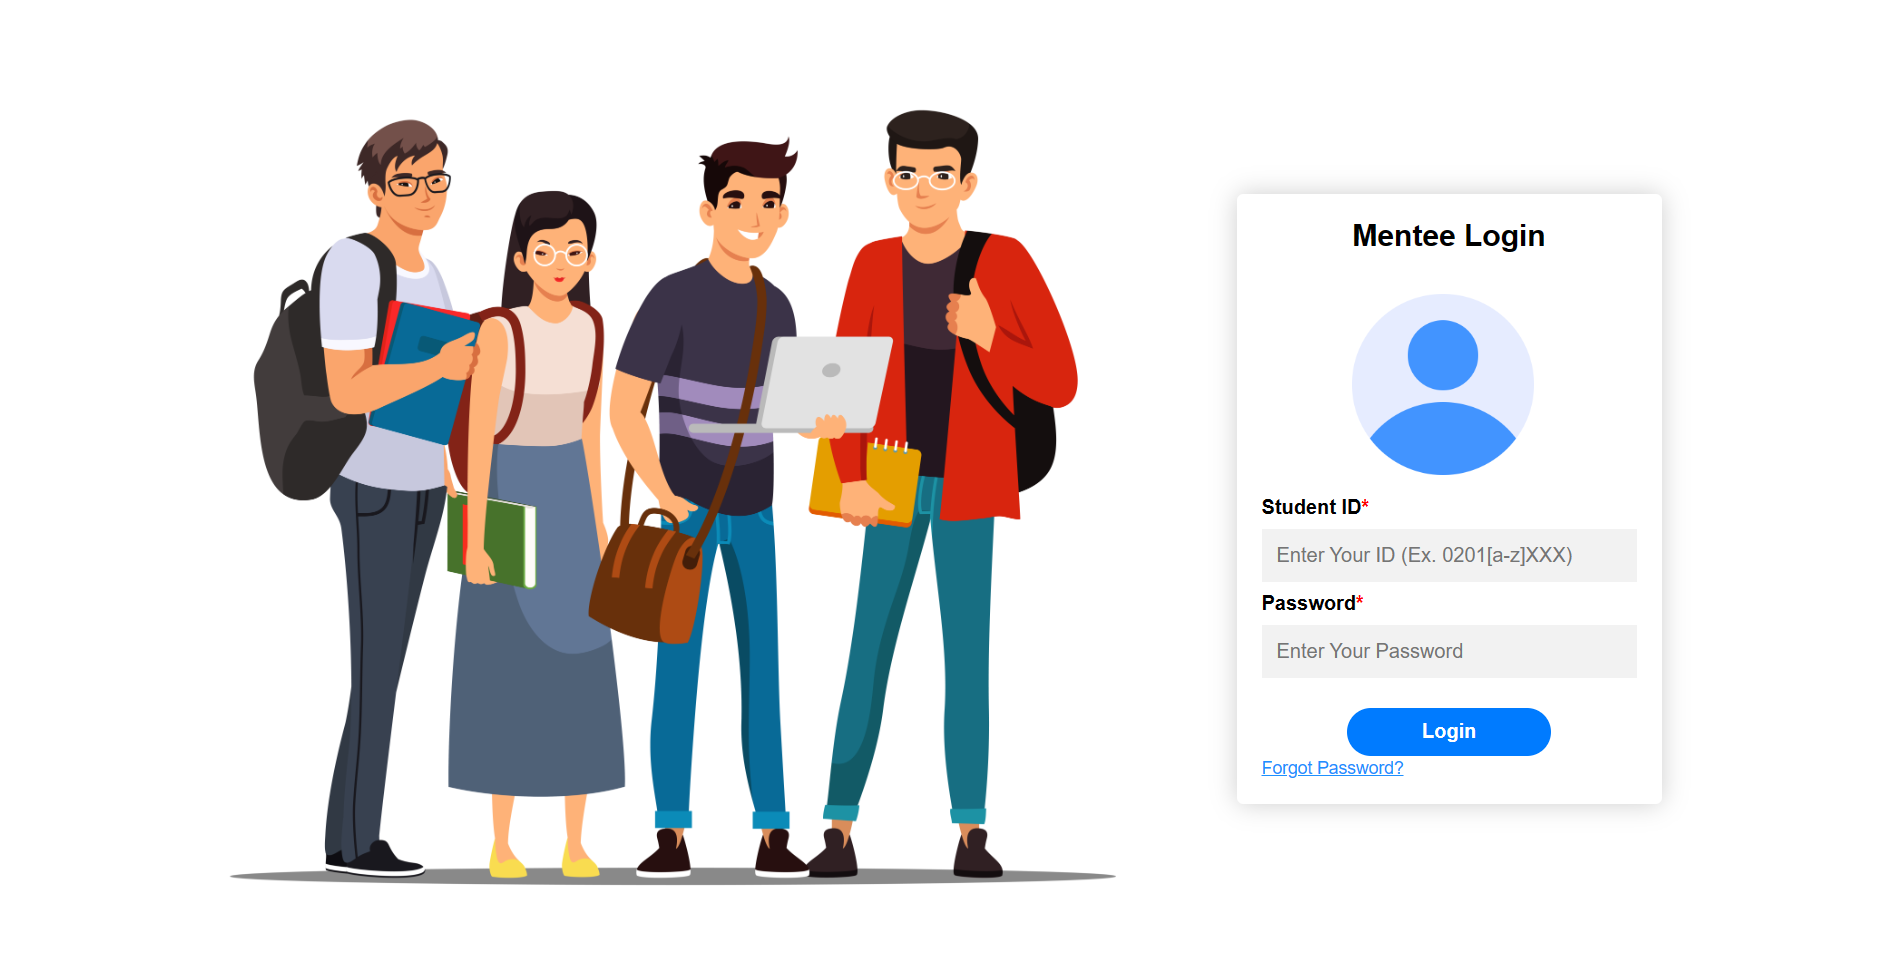 Mentee Login
Student ID*
Enter Your ID (Ex. 0201[a-z]XXX)
Password*
Enter Your Password
Login
Forgot Password?